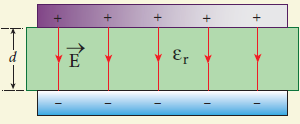 + + + + +
d E⃗ εr
- - - - -